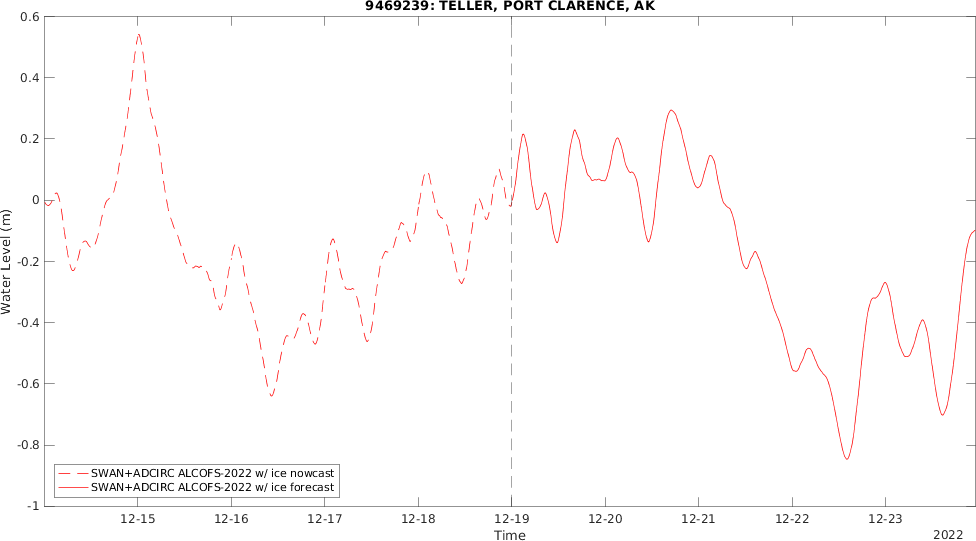 9469239: TELLER, PORT CLARENCE, AK
0.6
0.4
0.2
0
-0.2
-0.4
-0.6
-0.8
-1
Water Level (m)
SWAN+ADCIRC ALCOFS-2022 w/ ice nowcast
SWAN+ADCIRC ALCOFS-2022 w/ ice forecast
12-15 12-16 12-17 12-18 12-19 12-20 12-21 12-22 12-23
Time
2022